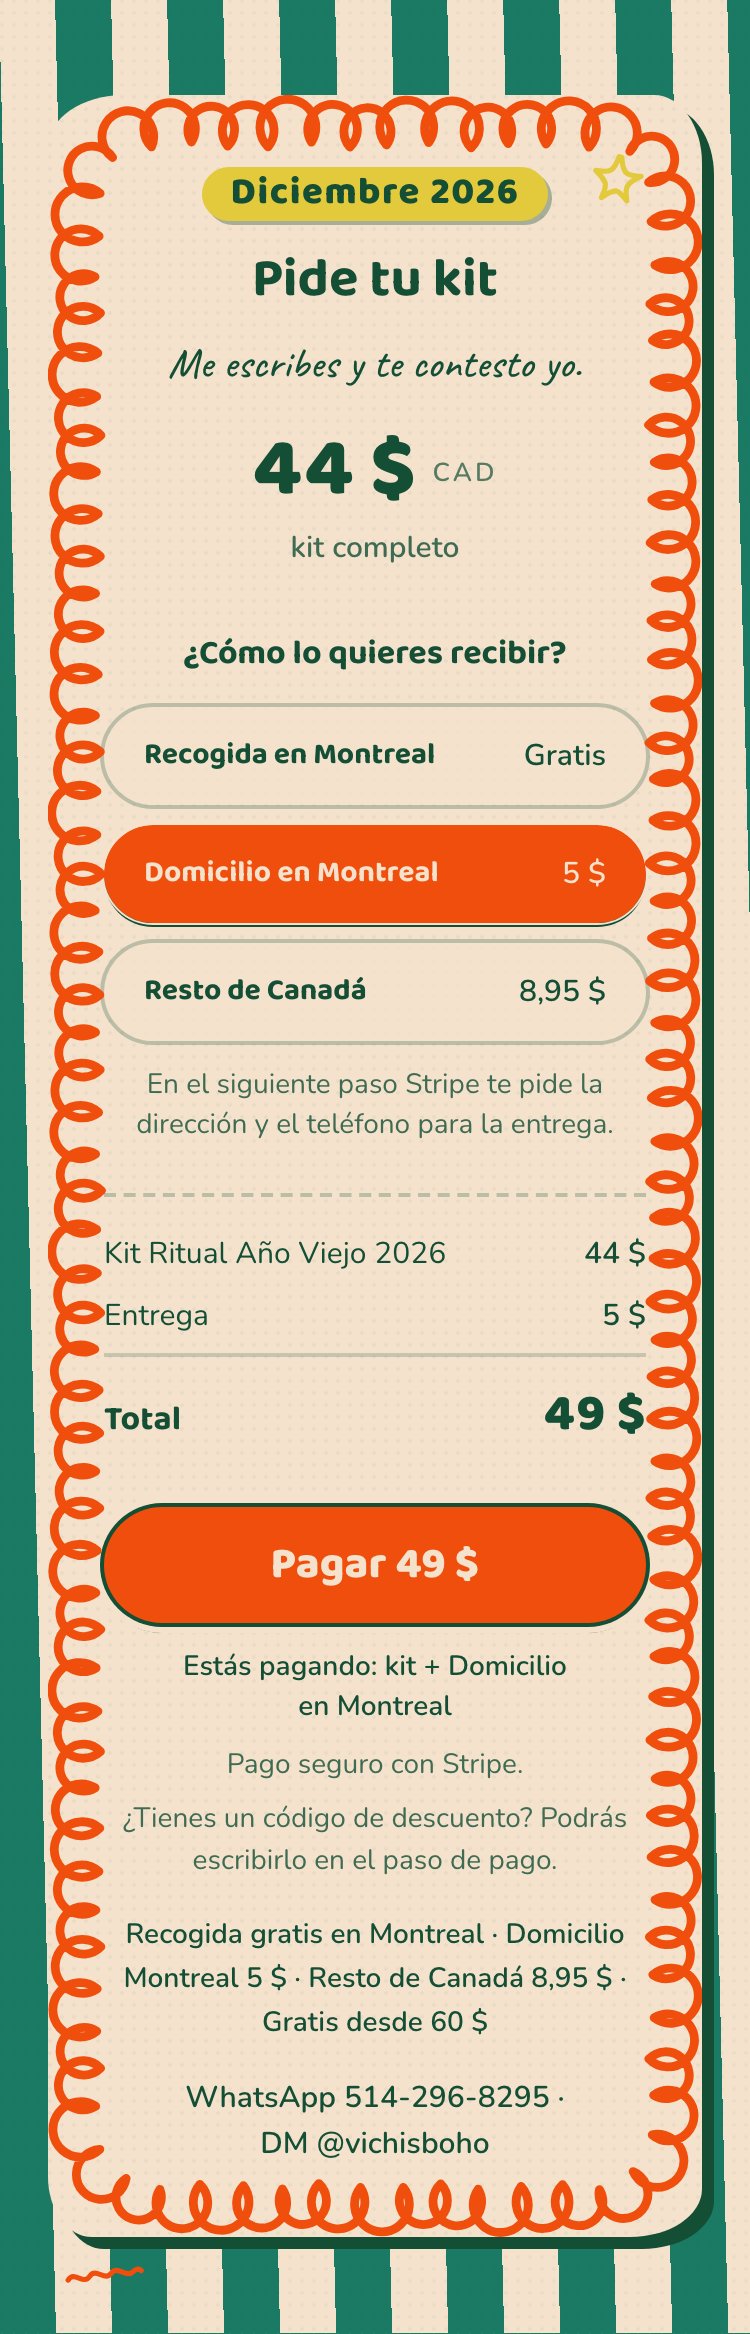 Diciembre 2026
Pide tu kit
Me escribes y te contesto yo.
44 $ CAD
kit completo
¿Cómo lo quieres recibir?
Recogida en Montreal Gratis
Domicilio en Montreal 5 $
Resto de Canadá 8,95 $
En el siguiente paso Stripe te pide la
dirección y el teléfono para la entrega.
Kit Ritual Año Viejo 2026 44 $
Entrega 5 $
Total 49 $
Pagar 49 $
Estás pagando: kit + Domicilio
en Montreal
Pago seguro con Stripe.
¿Tienes un código de descuento? Podrás
escribirlo en el paso de pago.
Recogida gratis en Montreal · Domicilio
Montreal 5 $ · Resto de Canadá 8,95 $ ·
Gratis desde 60 $
WhatsApp 514-296-8295 ·
DM @vichisboho